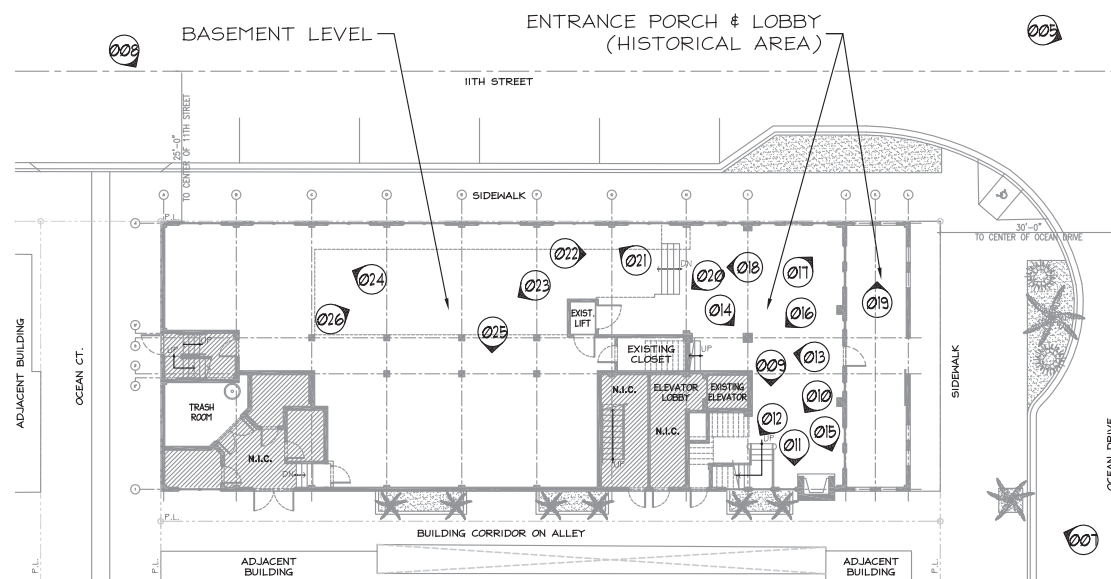 ENTRANCE PORCH & LOBBY
(HISTORICAL AREA)
BASEMENT LEVEL
008
005
11TH STREET
25'-0"
TO CENTER OF 11TH STREET
SIDEWALK
P.L.
30'-0"
TO CENTER OF OCEAN DRIVE
022
021
020
018
017
DN
024
023
014
016
019
026
025
EXIST.
LIFT
EXISTING
CLOSET
UP
013
009
UP
ADJACENT BUILDING
OCEAN CT.
SIDEWALK
TRASH
ROOM
N.I.C.
ELEVATOR
LOBBY
EXISTING
ELEVATOR
010
N.I.C.
012
015
011
UP
N.I.C.
UP
DN
OCEAN DRIVE
P.L.
BUILDING CORRIDOR ON ALLEY
007
ADJACENT
BUILDING
ADJACENT
BUILDING
P.L.
P.L.
P.L.